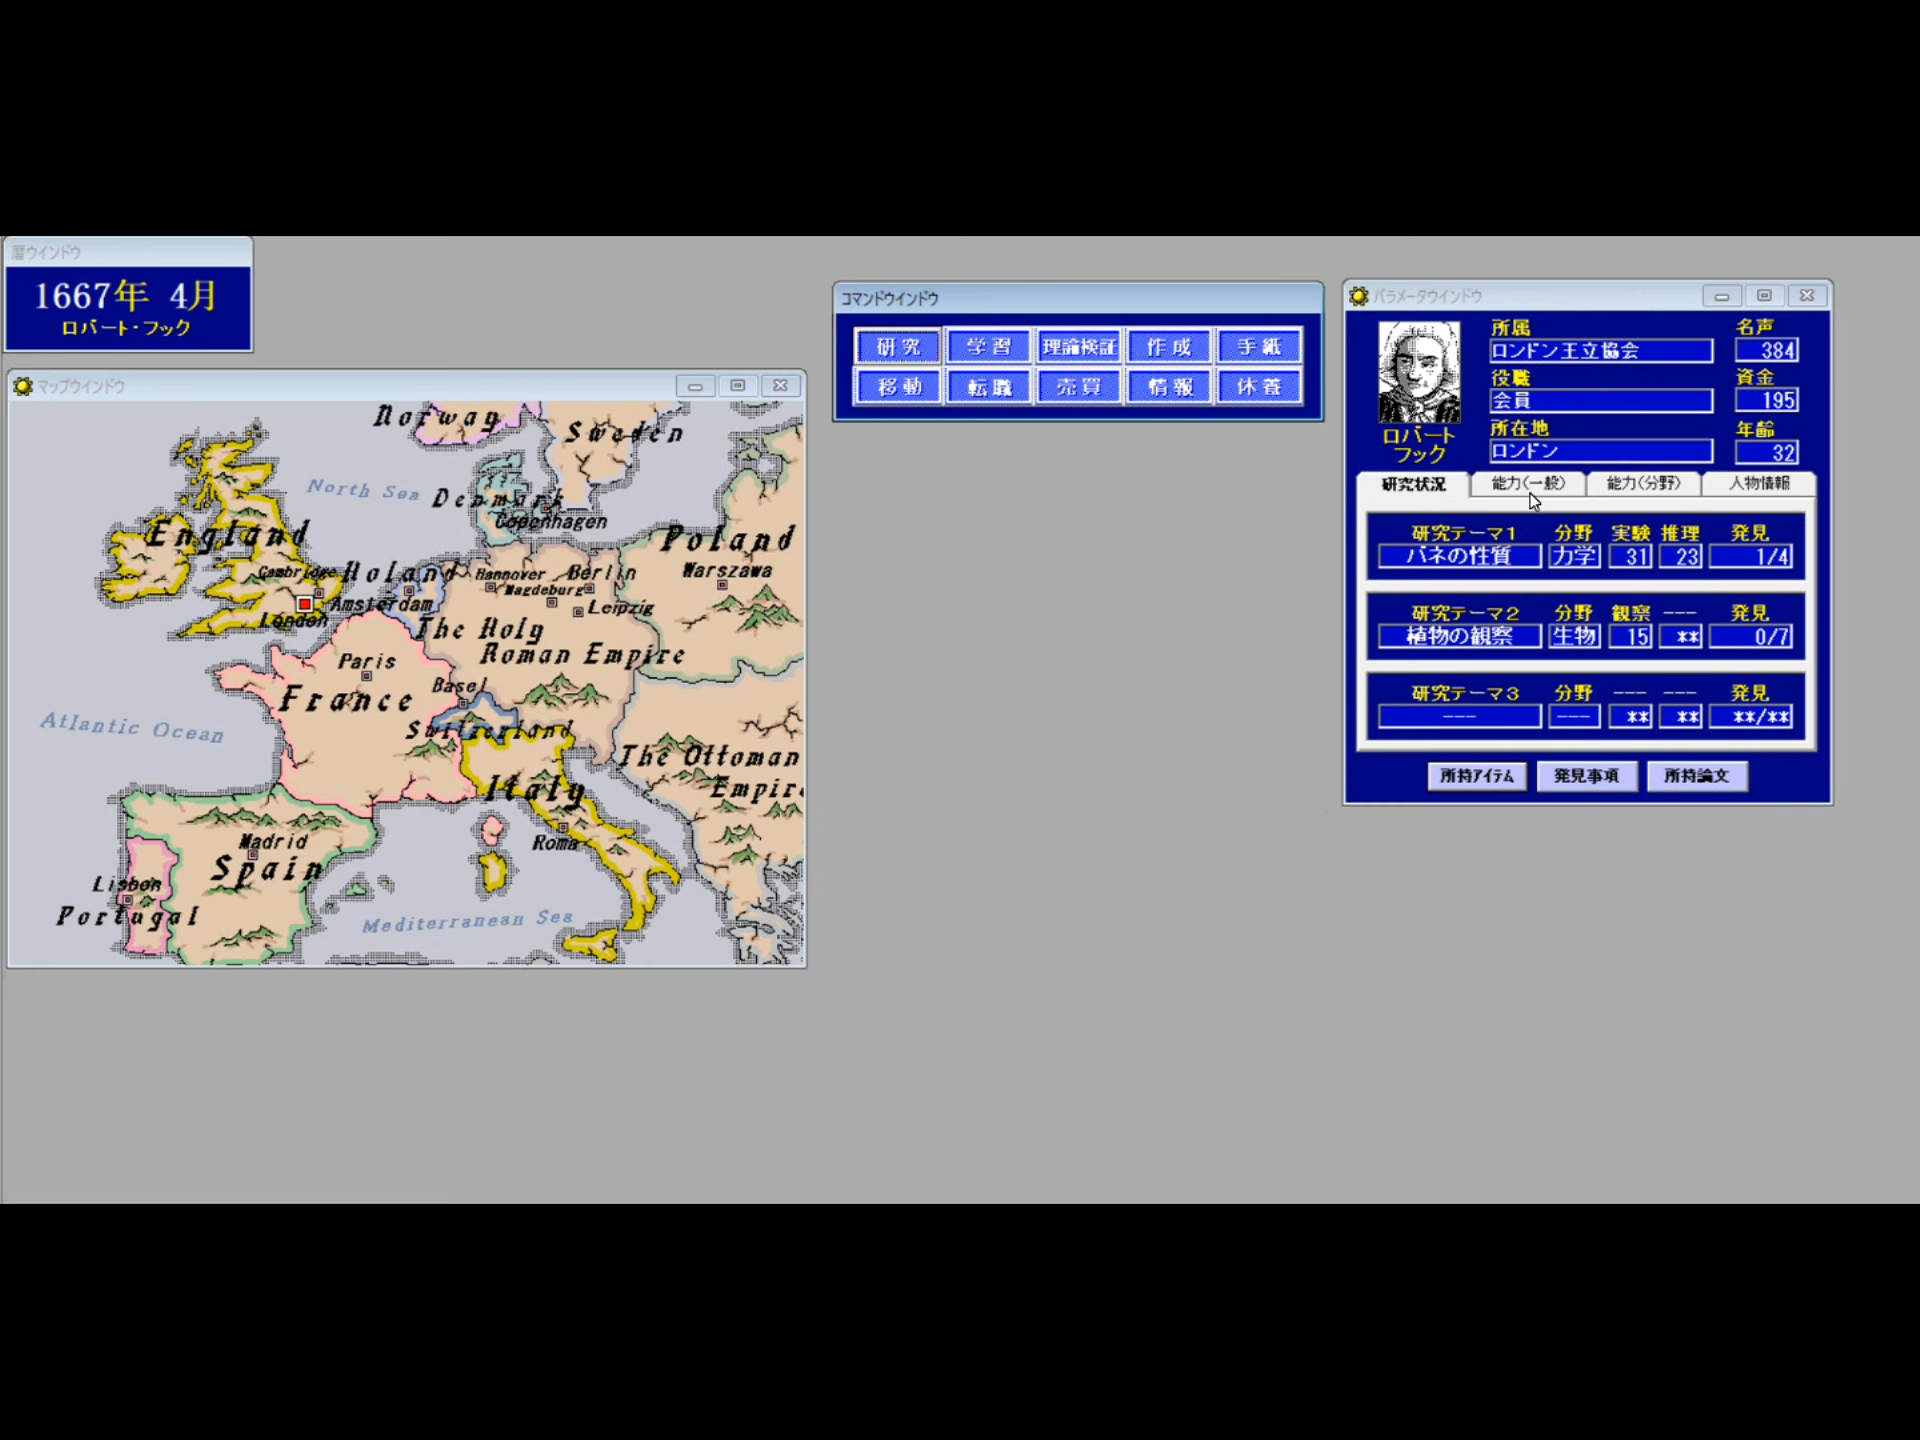 暦ウインドウ
1667年 4月
ロバート・フック
マップウインドウ
Norway
Sweden
North Sea
Denmark
Copenhagen
England
Poland
Cambridge
Holand
Hannover
Berlin
Warszawa
Magdeburg
Amsterdam
Leipzig
London
The Holy
Roman Empire
Paris
Basel
France
Switzerland
Atlantic Ocean
The Ottoman
Empire
Italy
Roma
Madrid
Spain
Lisbon
Portugal
Mediterranean Sea
コマンドウインドウ
研究 学習 理論検証 作成 手紙
移動 転職 売買 情報 休養
パラメータウインドウ
所属 名声
ロンドン王立協会 384
役職 資金
会員 195
所在地 年齢
ロンドン 32
ロバート
フック
研究状況 能力(一般) 能力(分野) 人物情報
研究テーマ1 分野 実験 推理 発見
バネの性質 力学 31 23 1/4
研究テーマ2 分野 観察 --- 発見
植物の観察 生物 15 ** 0/7
研究テーマ3 分野 --- --- 発見
--- --- ** ** **/**
所持アイテム 発見事項 所持論文